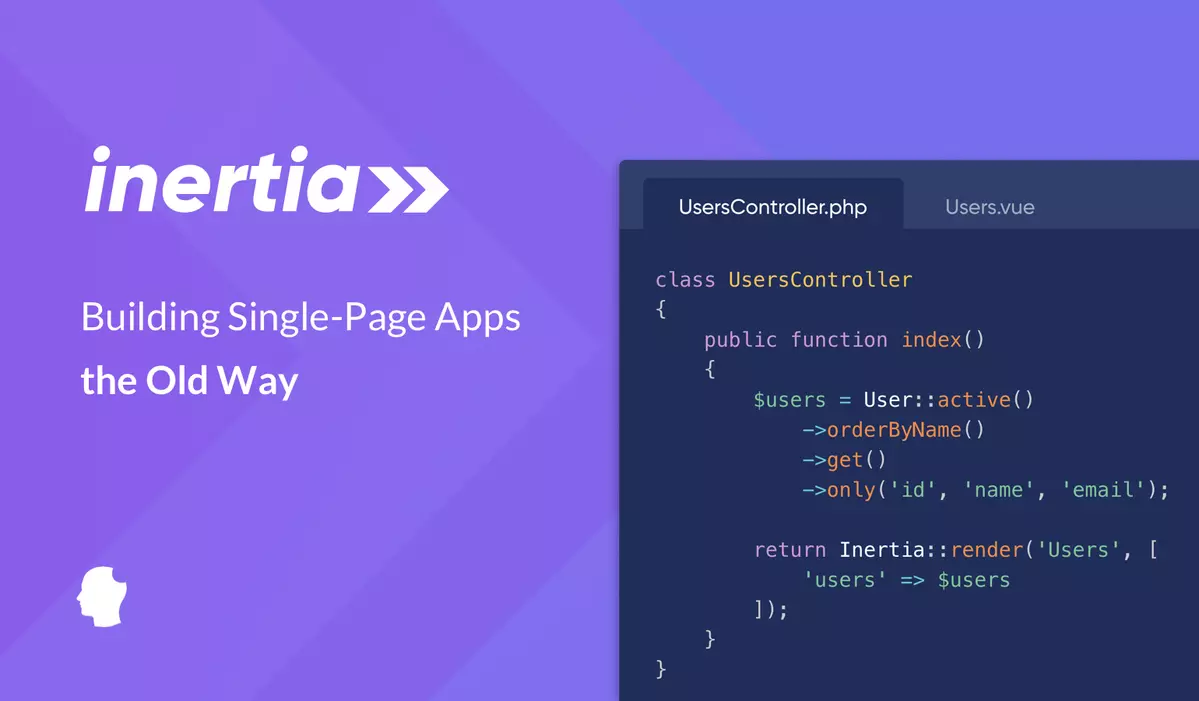 inertia
Building Single-Page Apps
the Old Way
UsersController.php
Users.vue
class UsersController
{
    public function index()
    {
        $users = User::active()
            ->orderByName()
            ->get()
            ->only('id', 'name', 'email');

        return Inertia::render('Users', [
            'users' => $users
        ]);
    }
}